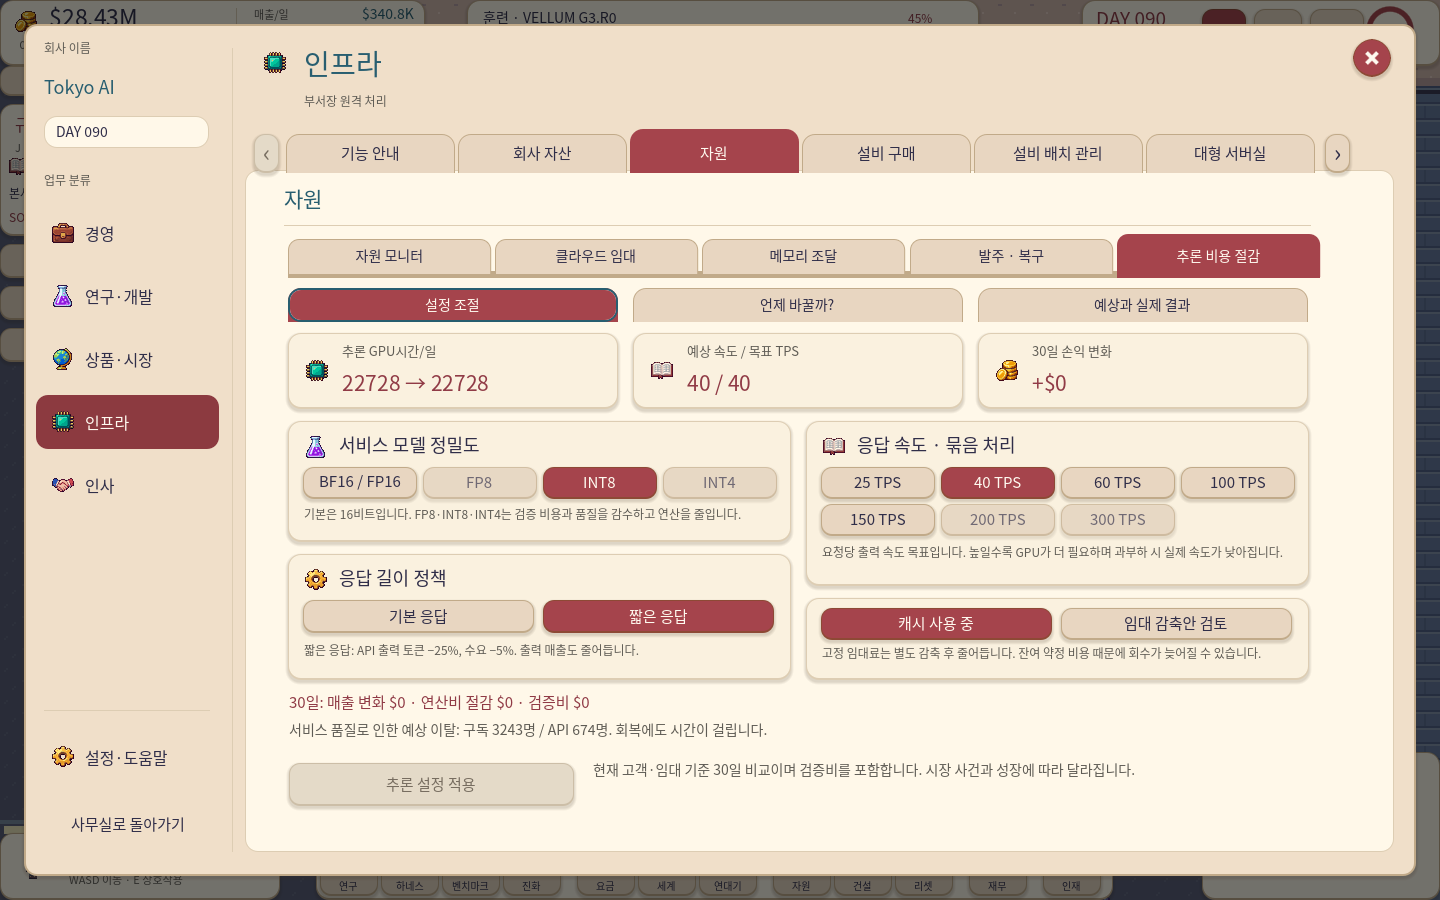 $28.43M
매출/일
$340.8K
훈련 · VELLUM G3.R0
45%
DAY 090
회사 이름
Tokyo AI
DAY 090
업무 분류
경영
연구·개발
상품·시장
인프라
인사
설정·도움말
사무실로 돌아가기
인프라
부서장 원격 처리
‹
기능 안내
회사 자산
자원
설비 구매
설비 배치 관리
대형 서버실
›
자원
자원 모니터
클라우드 임대
메모리 조달
발주 · 복구
추론 비용 절감
설정 조절
언제 바꿀까?
예상과 실제 결과
추론 GPU시간/일
22728 → 22728
예상 속도 / 목표 TPS
40 / 40
30일 손익 변화
+$0
서비스 모델 정밀도
BF16 / FP16
FP8
INT8
INT4
기본은 16비트입니다. FP8·INT8·INT4는 검증 비용과 품질을 감수하고 연산을 줄입니다.
응답 속도 · 묶음 처리
25 TPS
40 TPS
60 TPS
100 TPS
150 TPS
200 TPS
300 TPS
요청당 출력 속도 목표입니다. 높일수록 GPU가 더 필요하며 과부하 시 실제 속도가 낮아집니다.
응답 길이 정책
기본 응답
짧은 응답
짧은 응답: API 출력 토큰 −25%, 수요 −5%. 출력 매출도 줄어듭니다.
캐시 사용 중
임대 감축안 검토
고정 임대료는 별도 감축 후 줄어듭니다. 잔여 약정 비용 때문에 회수가 늦어질 수 있습니다.
30일: 매출 변화 $0 · 연산비 절감 $0 · 검증비 $0
서비스 품질로 인한 예상 이탈: 구독 3243명 / API 674명. 회복에도 시간이 걸립니다.
추론 설정 적용
현재 고객·임대 기준 30일 비교이며 검증비를 포함합니다. 시장 사건과 성장에 따라 달라집니다.
WASD 이동 · E 상호작용
연구
하네스
벤치마크
진화
요금
세계
연대기
자원
건설
리셋
재무
인재